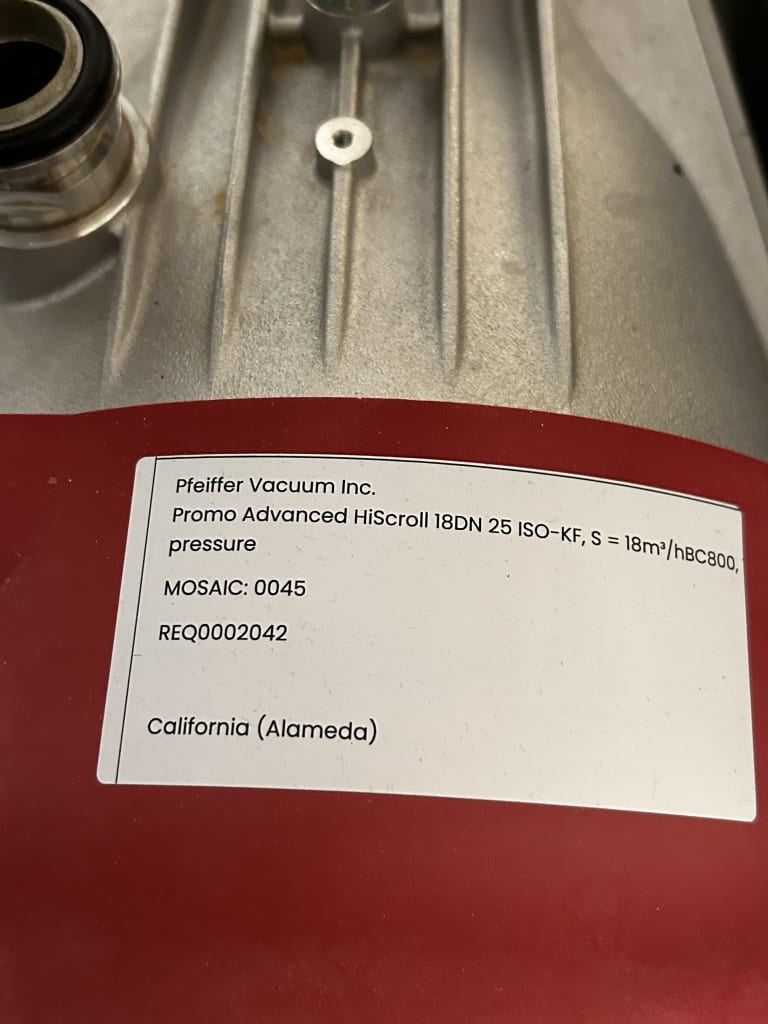 Pfeiffer Vacuum Inc.
Promo Advanced HiScroll 18DN 25 ISO-KF, S = 18m³/hBC800,
pressure
MOSAIC: 0045
REQ0002042
California (Alameda)